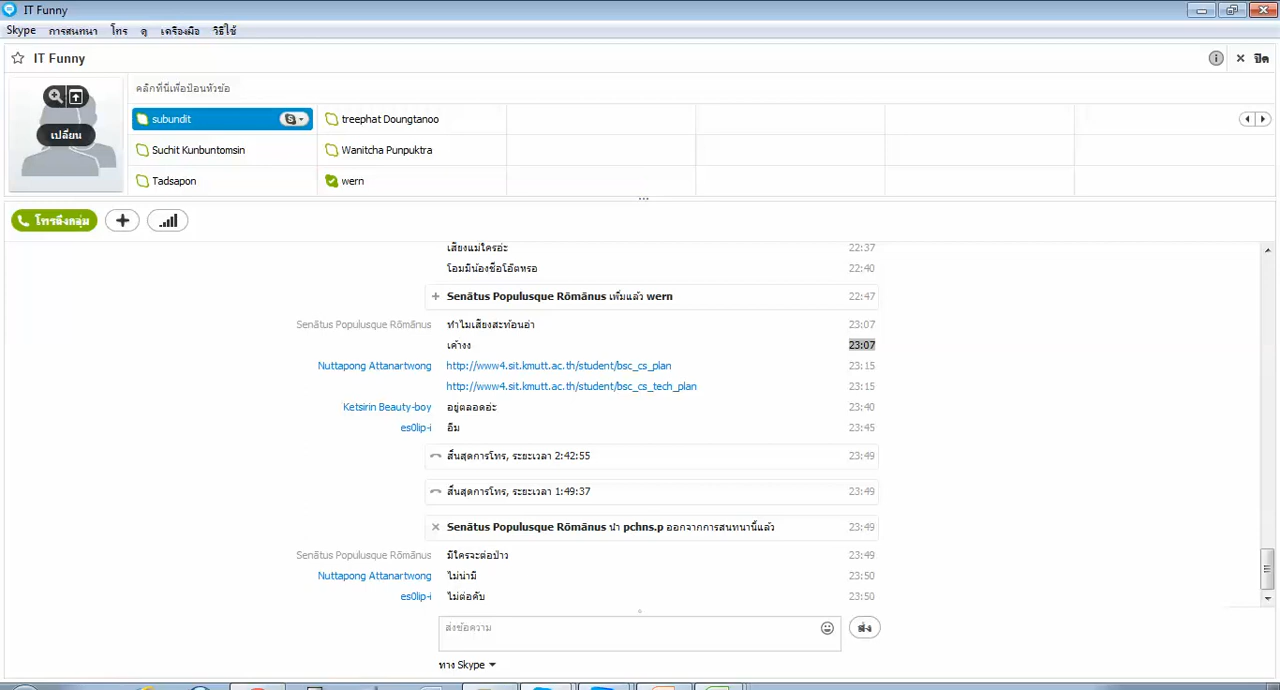 IT Funny
Skype การสนทนา โทร ดู เครื่องมือ วิธีใช้
IT Funny
ปิด
คลิกที่นี่เพื่อป้อนหัวข้อ
เปลี่ยน
subundit
treephat Doungtanoo
Suchit Kunbuntomsin
Wanitcha Punpuktra
Tadsapon
wern
โทรถึงกลุ่ม
เสียงแม่ใครอ่ะ 22:37
โอมมีน้องชื่อโอ๊ตหรอ 22:40
Senātus Populusque Rōmānus เพิ่มแล้ว wern 22:47
Senātus Populusque Rōmānus ทำไมเสียงสะท้อนอ่า 23:07
เค้างง 23:07
Nuttapong Attanartwong http://www4.sit.kmutt.ac.th/student/bsc_cs_plan 23:15
http://www4.sit.kmutt.ac.th/student/bsc_cs_tech_plan 23:15
Ketsirin Beauty-boy อยู่ตลอดอ่ะ 23:40
es0lip-i อืม 23:45
สิ้นสุดการโทร, ระยะเวลา 2:42:55 23:49
สิ้นสุดการโทร, ระยะเวลา 1:49:37 23:49
Senātus Populusque Rōmānus นำ pchns.p ออกจากการสนทนานี้แล้ว 23:49
Senātus Populusque Rōmānus มีใครจะต่อป่าว 23:49
Nuttapong Attanartwong ไม่น่ามี 23:50
es0lip-i ไม่ต่อคับ 23:50
ส่งข้อความ
ส่ง
ทาง Skype